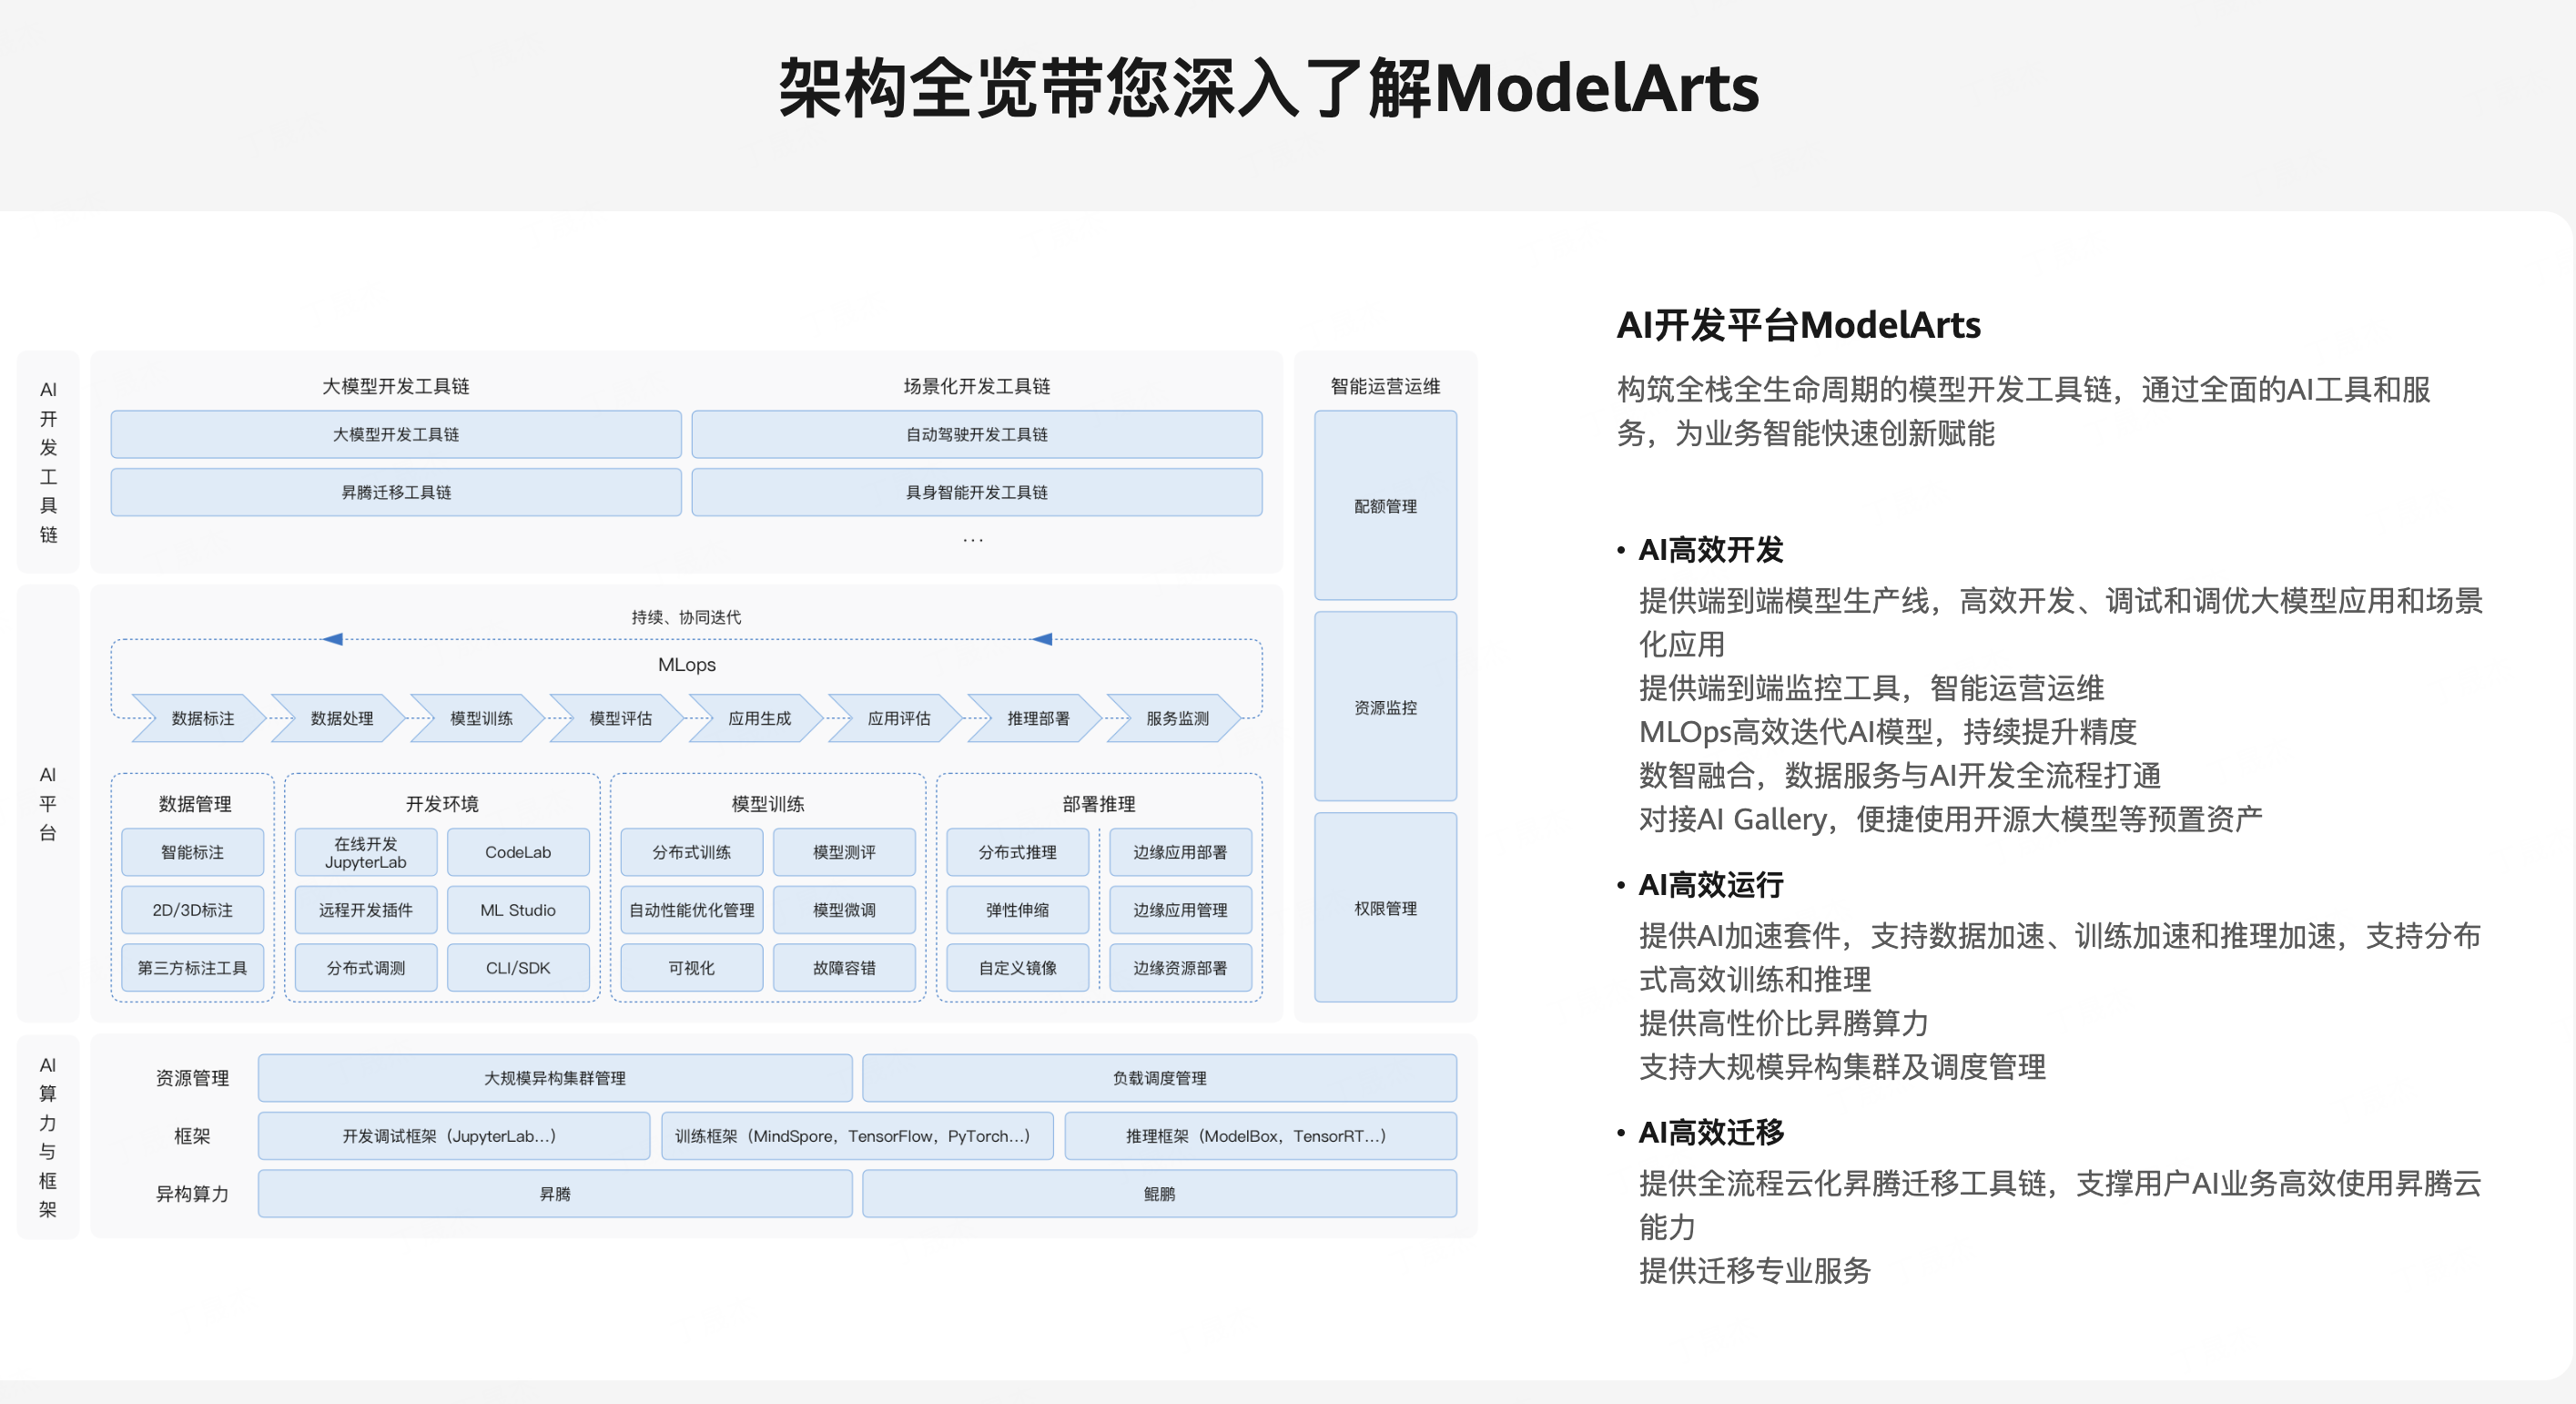 架构全览带您深入了解ModelArts
AI
开
发
工
具
链
大模型开发工具链
场景化开发工具链
大模型开发工具链
自动驾驶开发工具链
昇腾迁移工具链
具身智能开发工具链
...
智能运营运维
配额管理
资源监控
权限管理
AI
平
台
持续、协同迭代
MLops
数据标注
数据处理
模型训练
模型评估
应用生成
应用评估
推理部署
服务监测
数据管理
智能标注
2D/3D标注
第三方标注工具
开发环境
在线开发
JupyterLab
CodeLab
远程开发插件
ML Studio
分布式调测
CLI/SDK
模型训练
分布式训练
模型测评
自动性能优化管理
模型微调
可视化
故障容错
部署推理
分布式推理
边缘应用部署
弹性伸缩
边缘应用管理
自定义镜像
边缘资源部署
AI
算
力
与
框
架
资源管理
大规模异构集群管理
负载调度管理
框架
开发调试框架（JupyterLab...）
训练框架（MindSpore，TensorFlow，PyTorch...）
推理框架（ModelBox，TensorRT...）
异构算力
昇腾
鲲鹏
AI开发平台ModelArts
构筑全栈全生命周期的模型开发工具链，通过全面的AI工具和服
务，为业务智能快速创新赋能
• AI高效开发
提供端到端模型生产线，高效开发、调试和调优大模型应用和场景
化应用
提供端到端监控工具，智能运营运维
MLOps高效迭代AI模型，持续提升精度
数智融合，数据服务与AI开发全流程打通
对接AI Gallery，便捷使用开源大模型等预置资产
• AI高效运行
提供AI加速套件，支持数据加速、训练加速和推理加速，支持分布
式高效训练和推理
提供高性价比昇腾算力
支持大规模异构集群及调度管理
• AI高效迁移
提供全流程云化昇腾迁移工具链，支撑用户AI业务高效使用昇腾云
能力
提供迁移专业服务